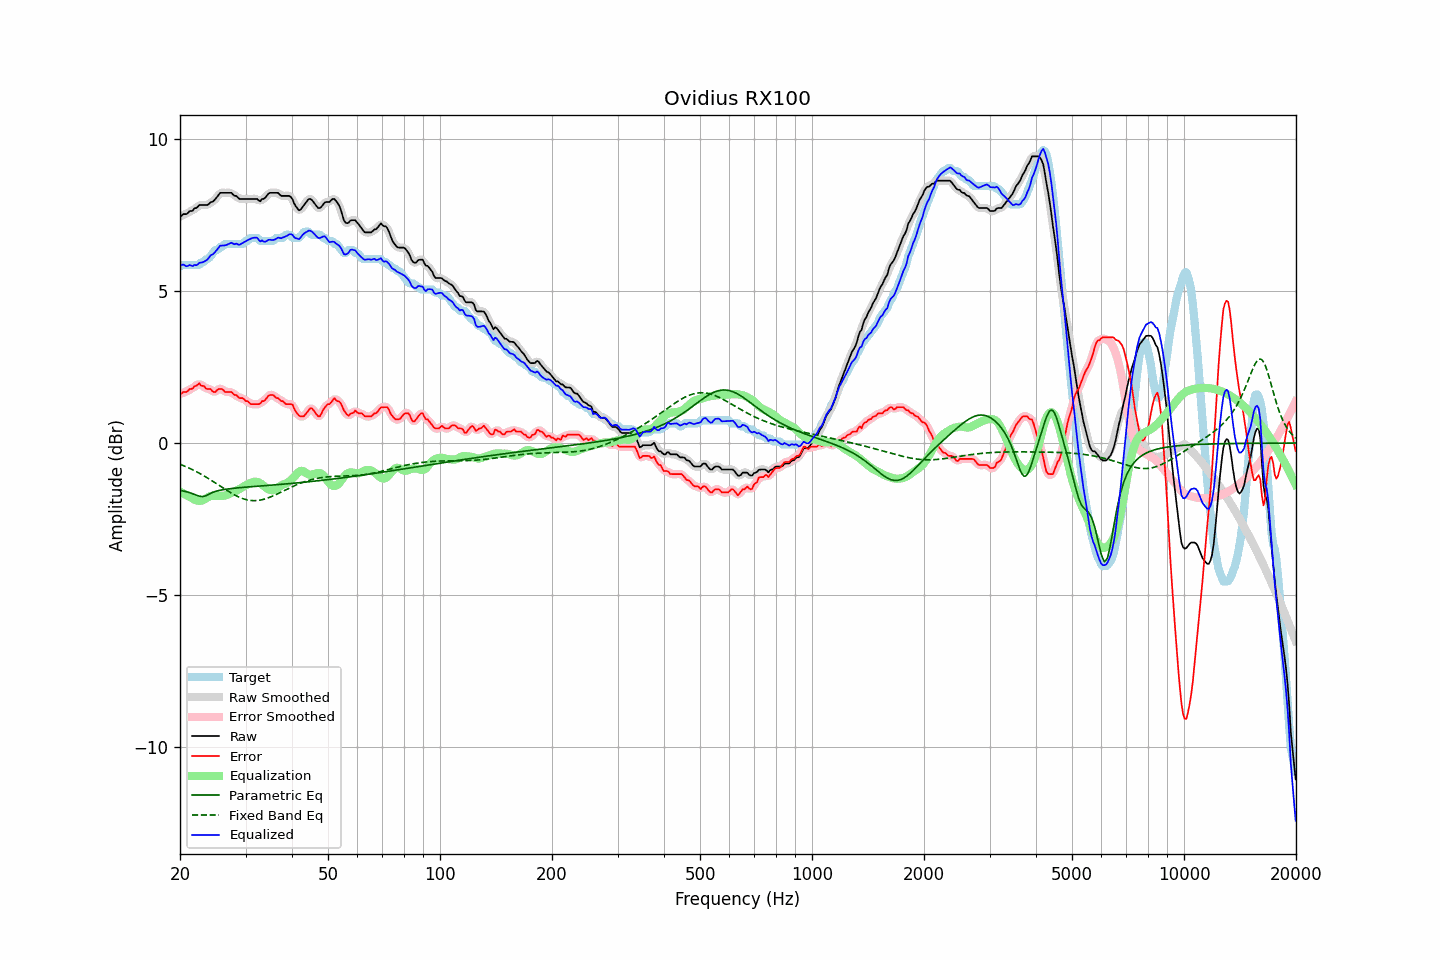 Ovidius RX100
Amplitude (dBr)
10
5
0
−5
−10
Target
Raw Smoothed
Error Smoothed
Raw
Error
Equalization
Parametric Eq
Fixed Band Eq
Equalized
20 50 100 200 500 1000 2000 5000 10000 20000
Frequency (Hz)